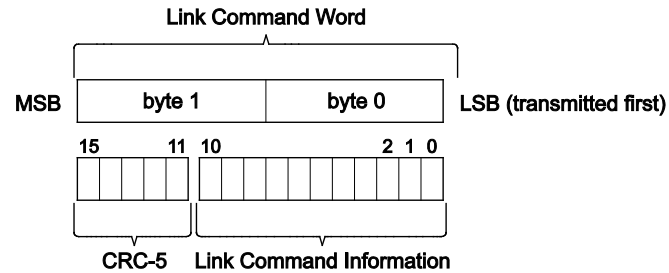 Link Command Word
MSB byte 1 byte 0 LSB (transmitted first)
15 11 10 2 1 0
CRC-5 Link Command Information